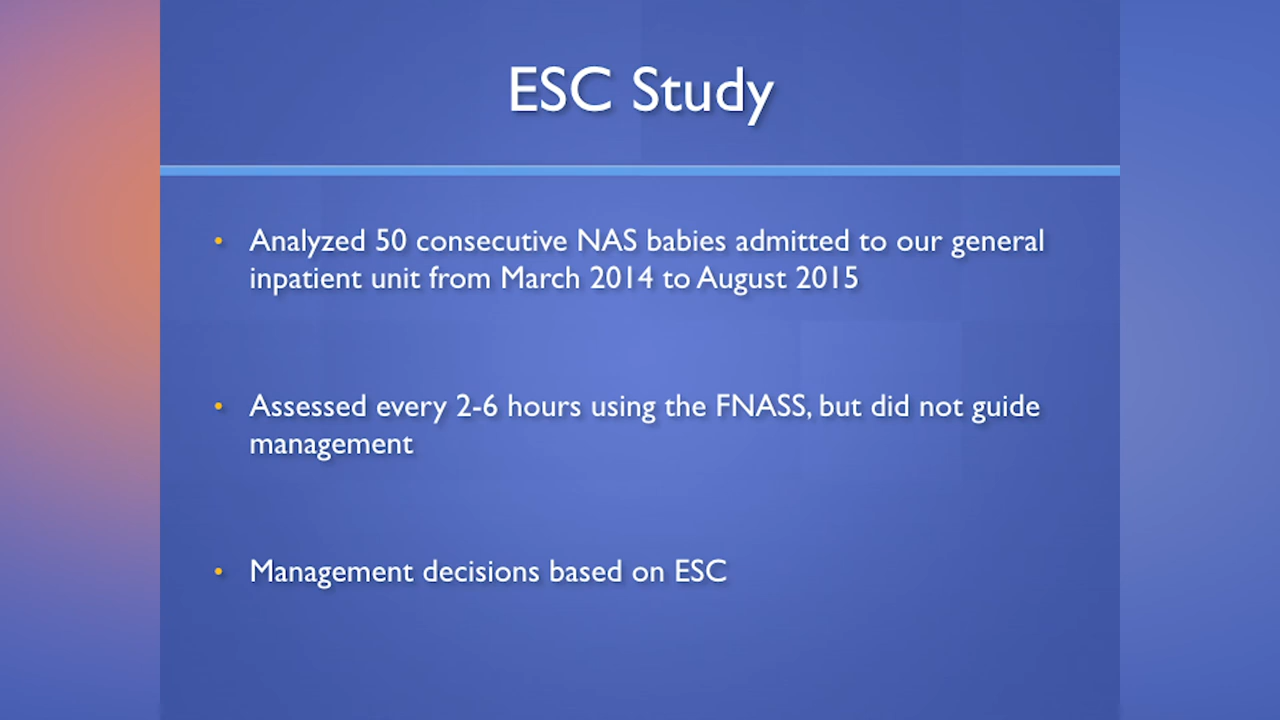 ESC Study
• Analyzed 50 consecutive NAS babies admitted to our general
inpatient unit from March 2014 to August 2015
• Assessed every 2-6 hours using the FNASS, but did not guide
management
• Management decisions based on ESC